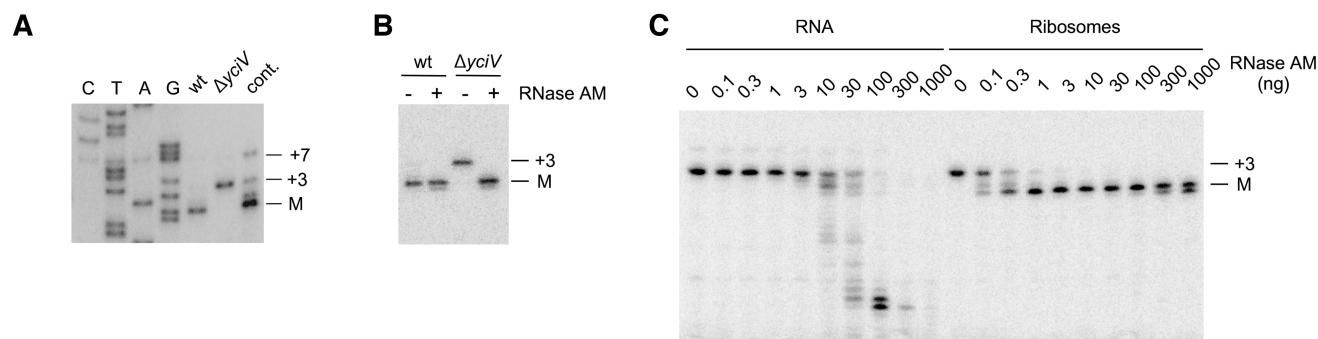 A
C T A G wt ΔyciV cont.
+7
+3
M
B
wt ΔyciV
- + - + RNase AM
+3
M
C
RNA Ribosomes
0 0.1 0.3 1 3 10 30 100 300 1000 0 0.1 0.3 1 3 10 30 100 300 1000 RNase AM
(ng)
+3
M